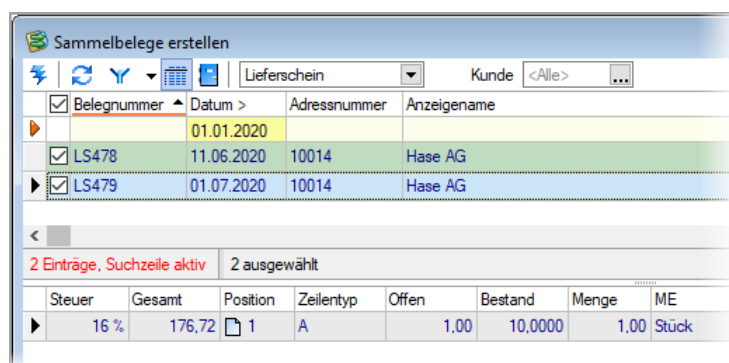 Sammelbelege erstellen
Lieferschein Kunde <Alle> ...
Belegnummer Datum > Adressnummer Anzeigename
01.01.2020
LS478 11.06.2020 10014 Hase AG
LS479 01.07.2020 10014 Hase AG
2 Einträge, Suchzeile aktiv 2 ausgewählt
Steuer Gesamt Position Zeilentyp Offen Bestand Menge ME
16 % 176,72 1 A 1,00 10,0000 1,00 Stück